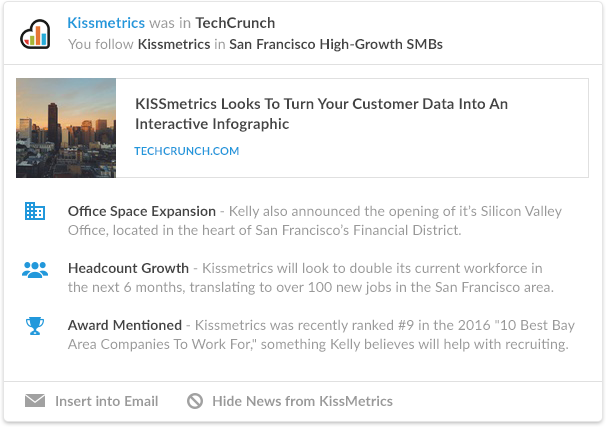 Kissmetrics was in TechCrunch
You follow Kissmetrics in San Francisco High-Growth SMBs
KISSmetrics Looks To Turn Your Customer Data Into An
Interactive Infographic
TECHCRUNCH.COM
Office Space Expansion - Kelly also announced the opening of it's Silicon Valley
Office, located in the heart of San Francisco's Financial District.
Headcount Growth - Kissmetrics will look to double its current workforce in
the next 6 months, translating to over 100 new jobs in the San Francisco area.
Award Mentioned - Kissmetrics was recently ranked #9 in the 2016 "10 Best Bay
Area Companies To Work For," something Kelly believes will help with recruiting.
Insert into Email
Hide News from KissMetrics